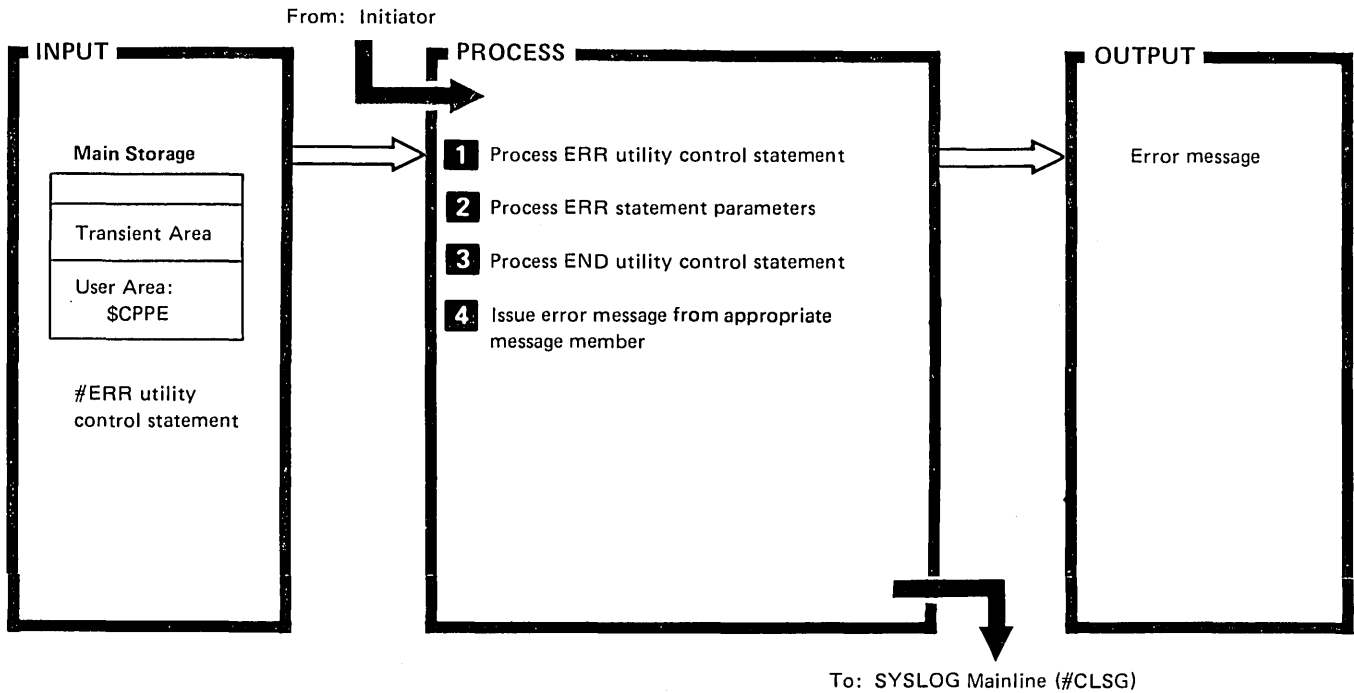 From: Initiator
INPUT
Main Storage
Transient Area
User Area:
$CPPE
#ERR utility
control statement
PROCESS
1 Process ERR utility control statement
2 Process ERR statement parameters
3 Process END utility control statement
4 Issue error message from appropriate
message member
OUTPUT
Error message
To: SYSLOG Mainline (#CLSG)